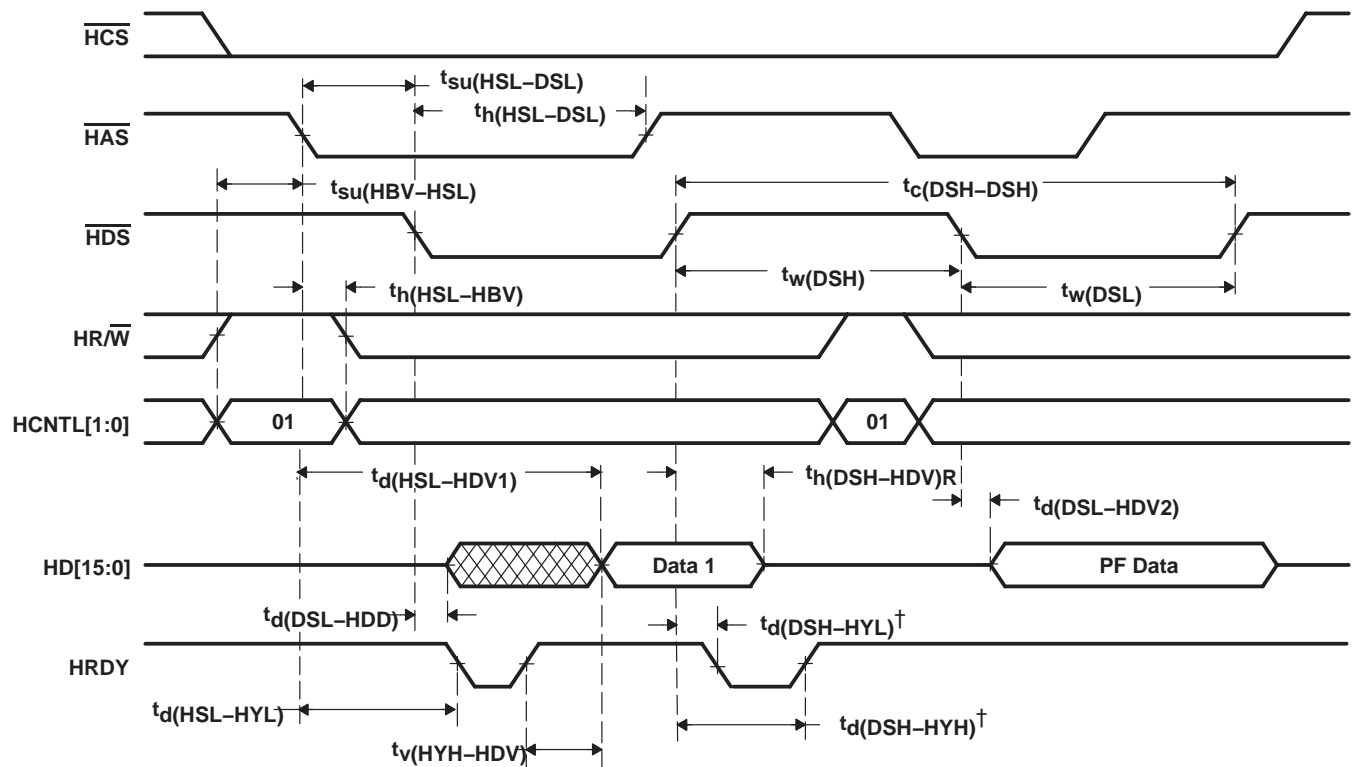 HCS
tsu(HSL–DSL)
th(HSL–DSL)
HAS
tsu(HBV–HSL)
tc(DSH–DSH)
HDS
tw(DSH)
th(HSL–HBV)
tw(DSL)
HR/W
HCNTL[1:0]
01
01
td(HSL–HDV1)
th(DSH–HDV)R
td(DSL–HDV2)
HD[15:0]
Data 1
PF Data
td(DSL–HDD)
td(DSH–HYL)†
HRDY
td(HSL–HYL)
td(DSH–HYH)†
tv(HYH–HDV)